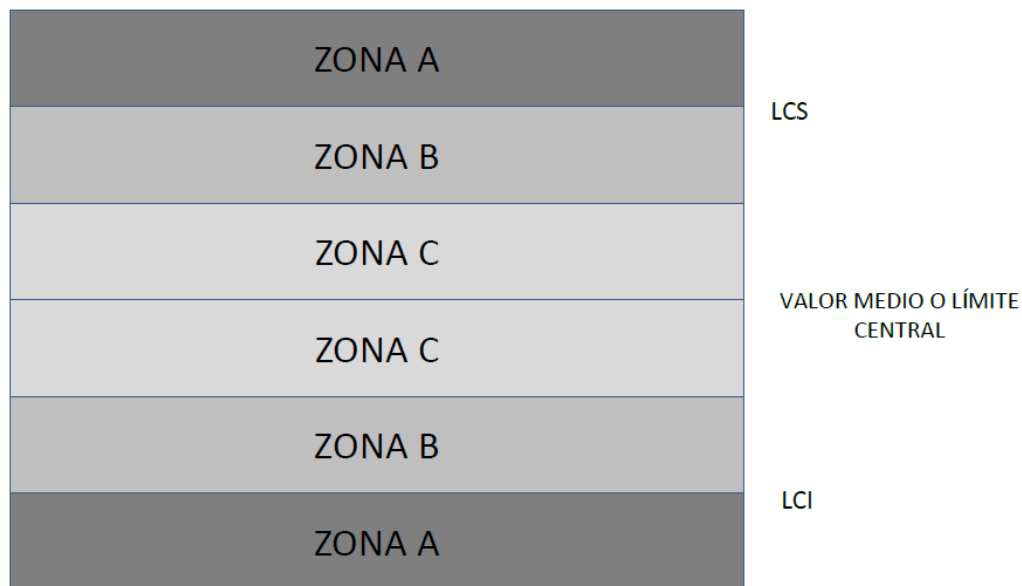 ZONA A
LCS
ZONA B
ZONA C
VALOR MEDIO O LÍMITE
CENTRAL
ZONA C
ZONA B
LCI
ZONA A